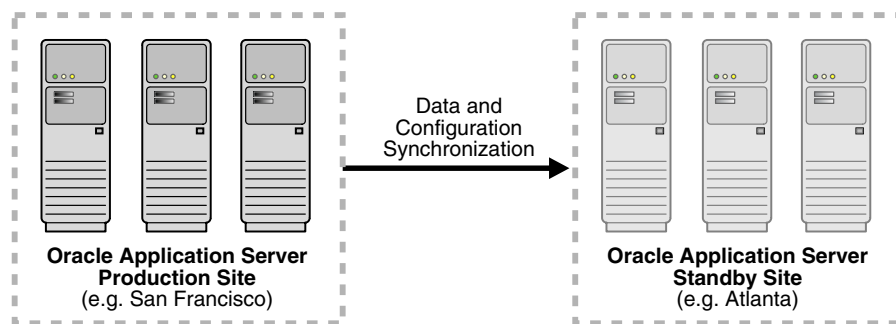 Data and
Configuration
Synchronization
Oracle Application Server
Production Site
(e.g. San Francisco)
Oracle Application Server
Standby Site
(e.g. Atlanta)